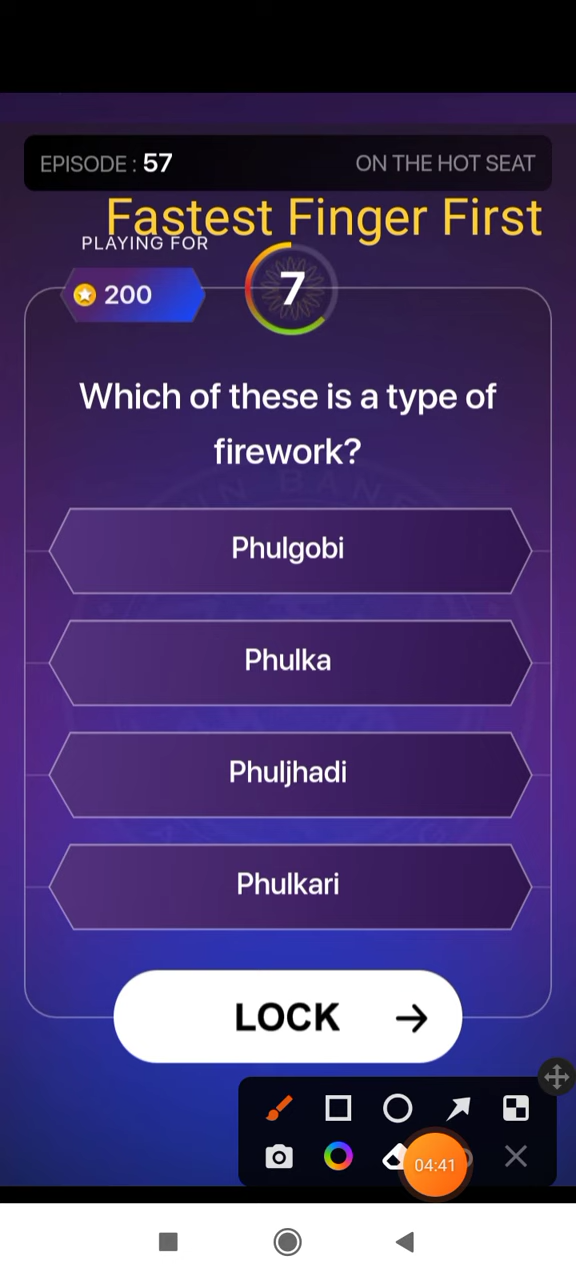 EPISODE : 57
ON THE HOT SEAT
Fastest Finger First
PLAYING FOR
200
7
Which of these is a type of
firework?
Phulgobi
Phulka
Phuljhadi
Phulkari
LOCK
04:41